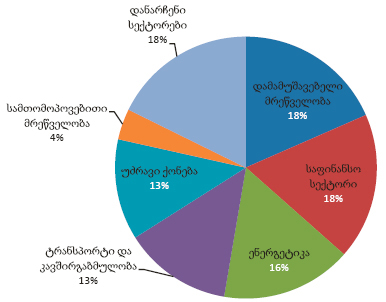 დანარჩენი
სექტორები
18%
დამამუშავებელი
მრეწველობა
18%
სამთომოპოვებითი
მრეწველობა
4%
უძრავი ქონება
13%
საფინანსო
სექტორი
18%
ტრანსპორტი და
კავშირგაბმულობა
13%
ენერგეტიკა
16%